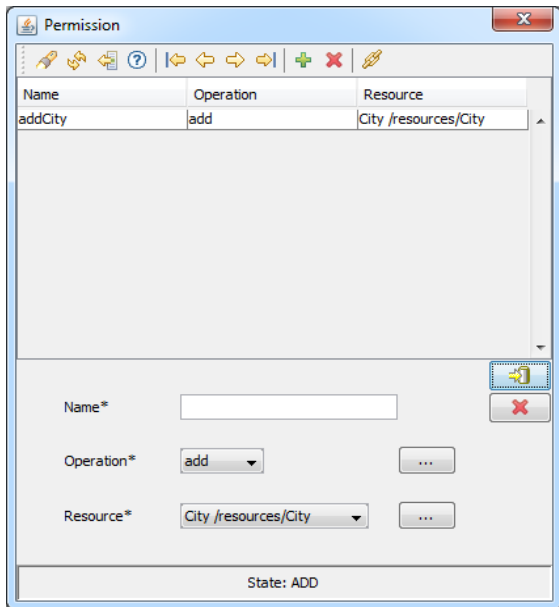 Permission
Name Operation Resource
addCity add City /resources/City
Name*
Operation* add ...
Resource* City /resources/City ...
State: ADD